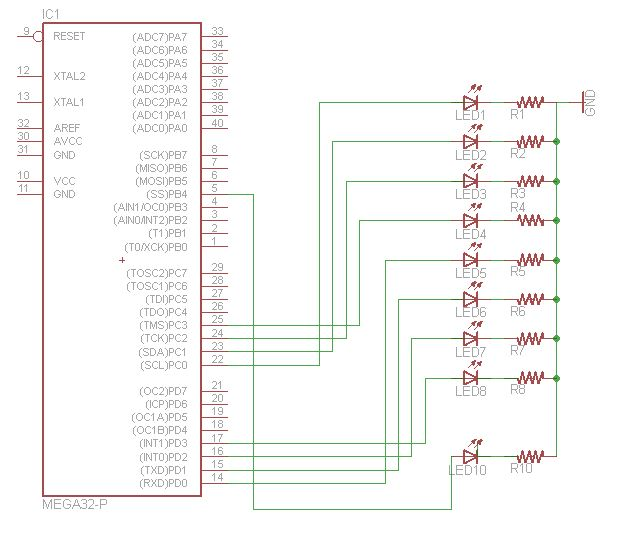 IC1
9 RESET (ADC7)PA7 33
(ADC6)PA6 34
(ADC5)PA5 35
12 XTAL2 (ADC4)PA4 36
(ADC3)PA3 37
13 XTAL1 (ADC2)PA2 38
(ADC1)PA1 39
32 AREF (ADC0)PA0 40
30 AVCC
31 GND (SCK)PB7 8
(MISO)PB6 7
10 VCC (MOSI)PB5 6
11 GND (SS)PB4 5
(AIN1/OC0)PB3 4
(AIN0/INT2)PB2 3
(T1)PB1 2
(T0/XCK)PB0 1
(TOSC2)PC7 29
(TOSC1)PC6 28
(TDI)PC5 27
(TDO)PC4 26
(TMS)PC3 25
(TCK)PC2 24
(SDA)PC1 23
(SCL)PC0 22
(OC2)PD7 21
(ICP)PD6 20
(OC1A)PD5 19
(OC1B)PD4 18
(INT1)PD3 17
(INT0)PD2 16
(TXD)PD1 15
(RXD)PD0 14
MEGA32-P
LED1 R1 GND
LED2 R2
LED3 R3
LED4 R4
LED5 R5
LED6 R6
LED7 R7
LED8 R8
LED10 R10